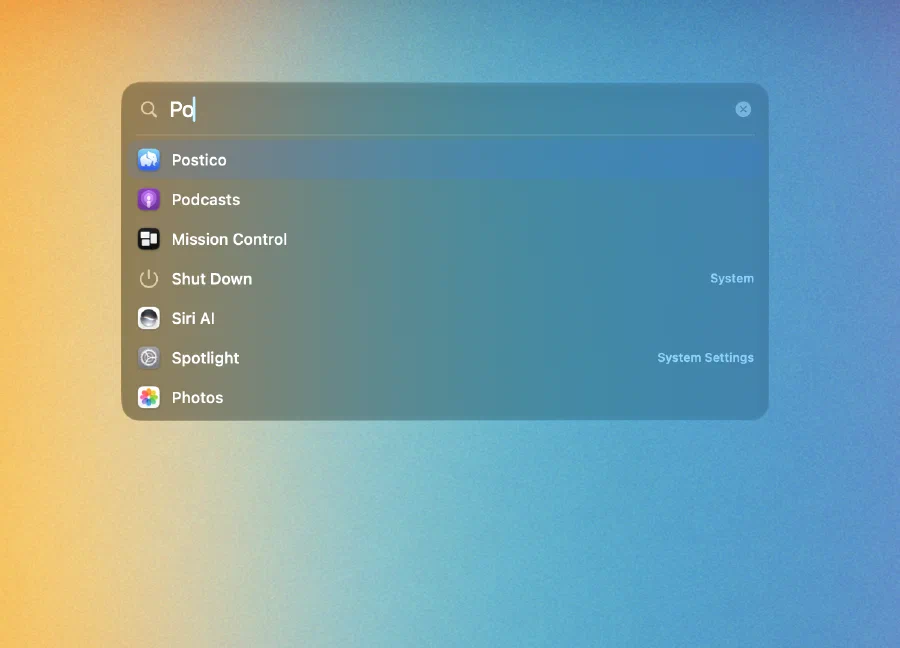 Po
Postico
Podcasts
Mission Control
Shut Down System
Siri AI
Spotlight System Settings
Photos